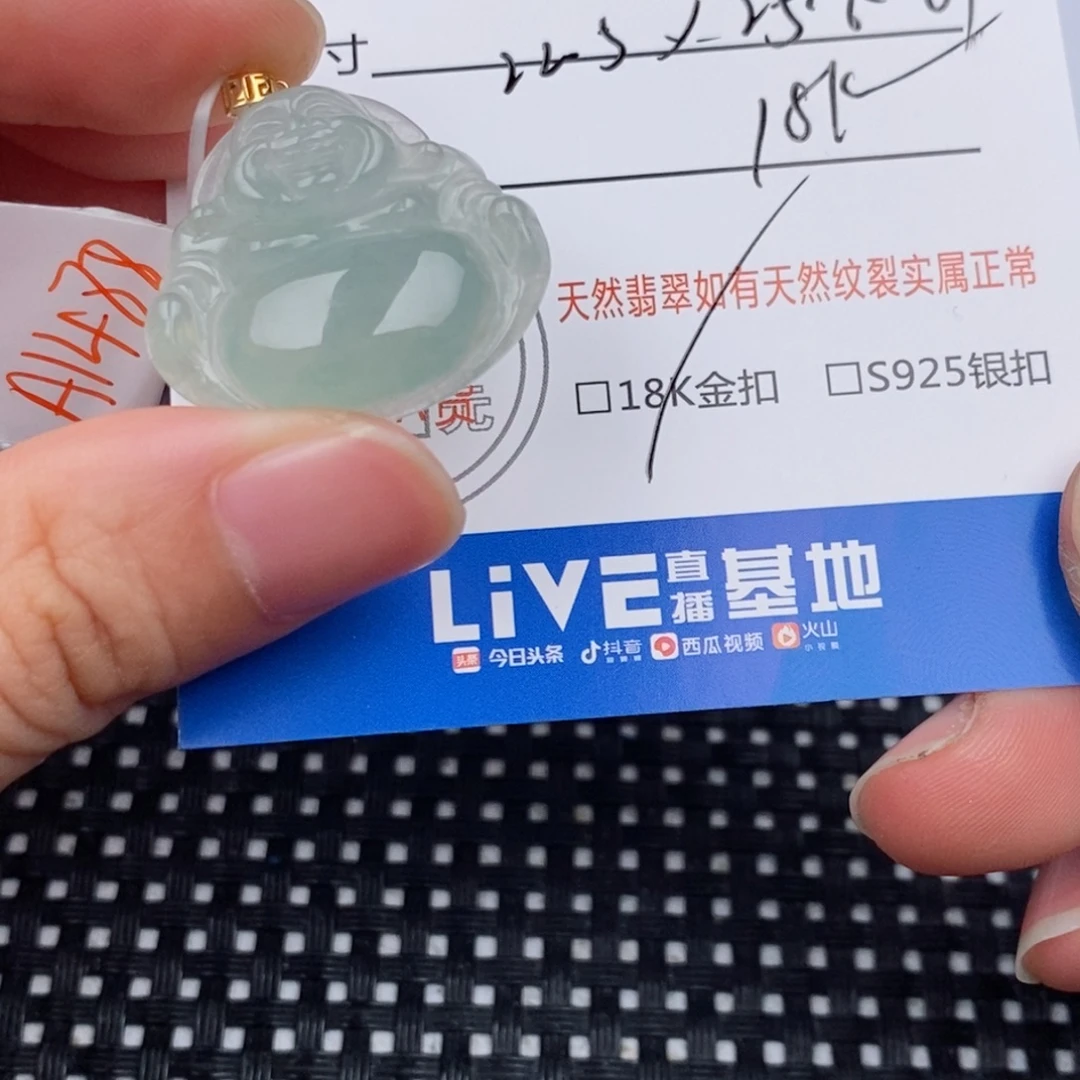 寸
18K
天然翡翠如有天然纹裂实属正常
□18K金扣 □S925银扣
A1488
LiVE直播基地
今日头条 抖音 西瓜视频 火山